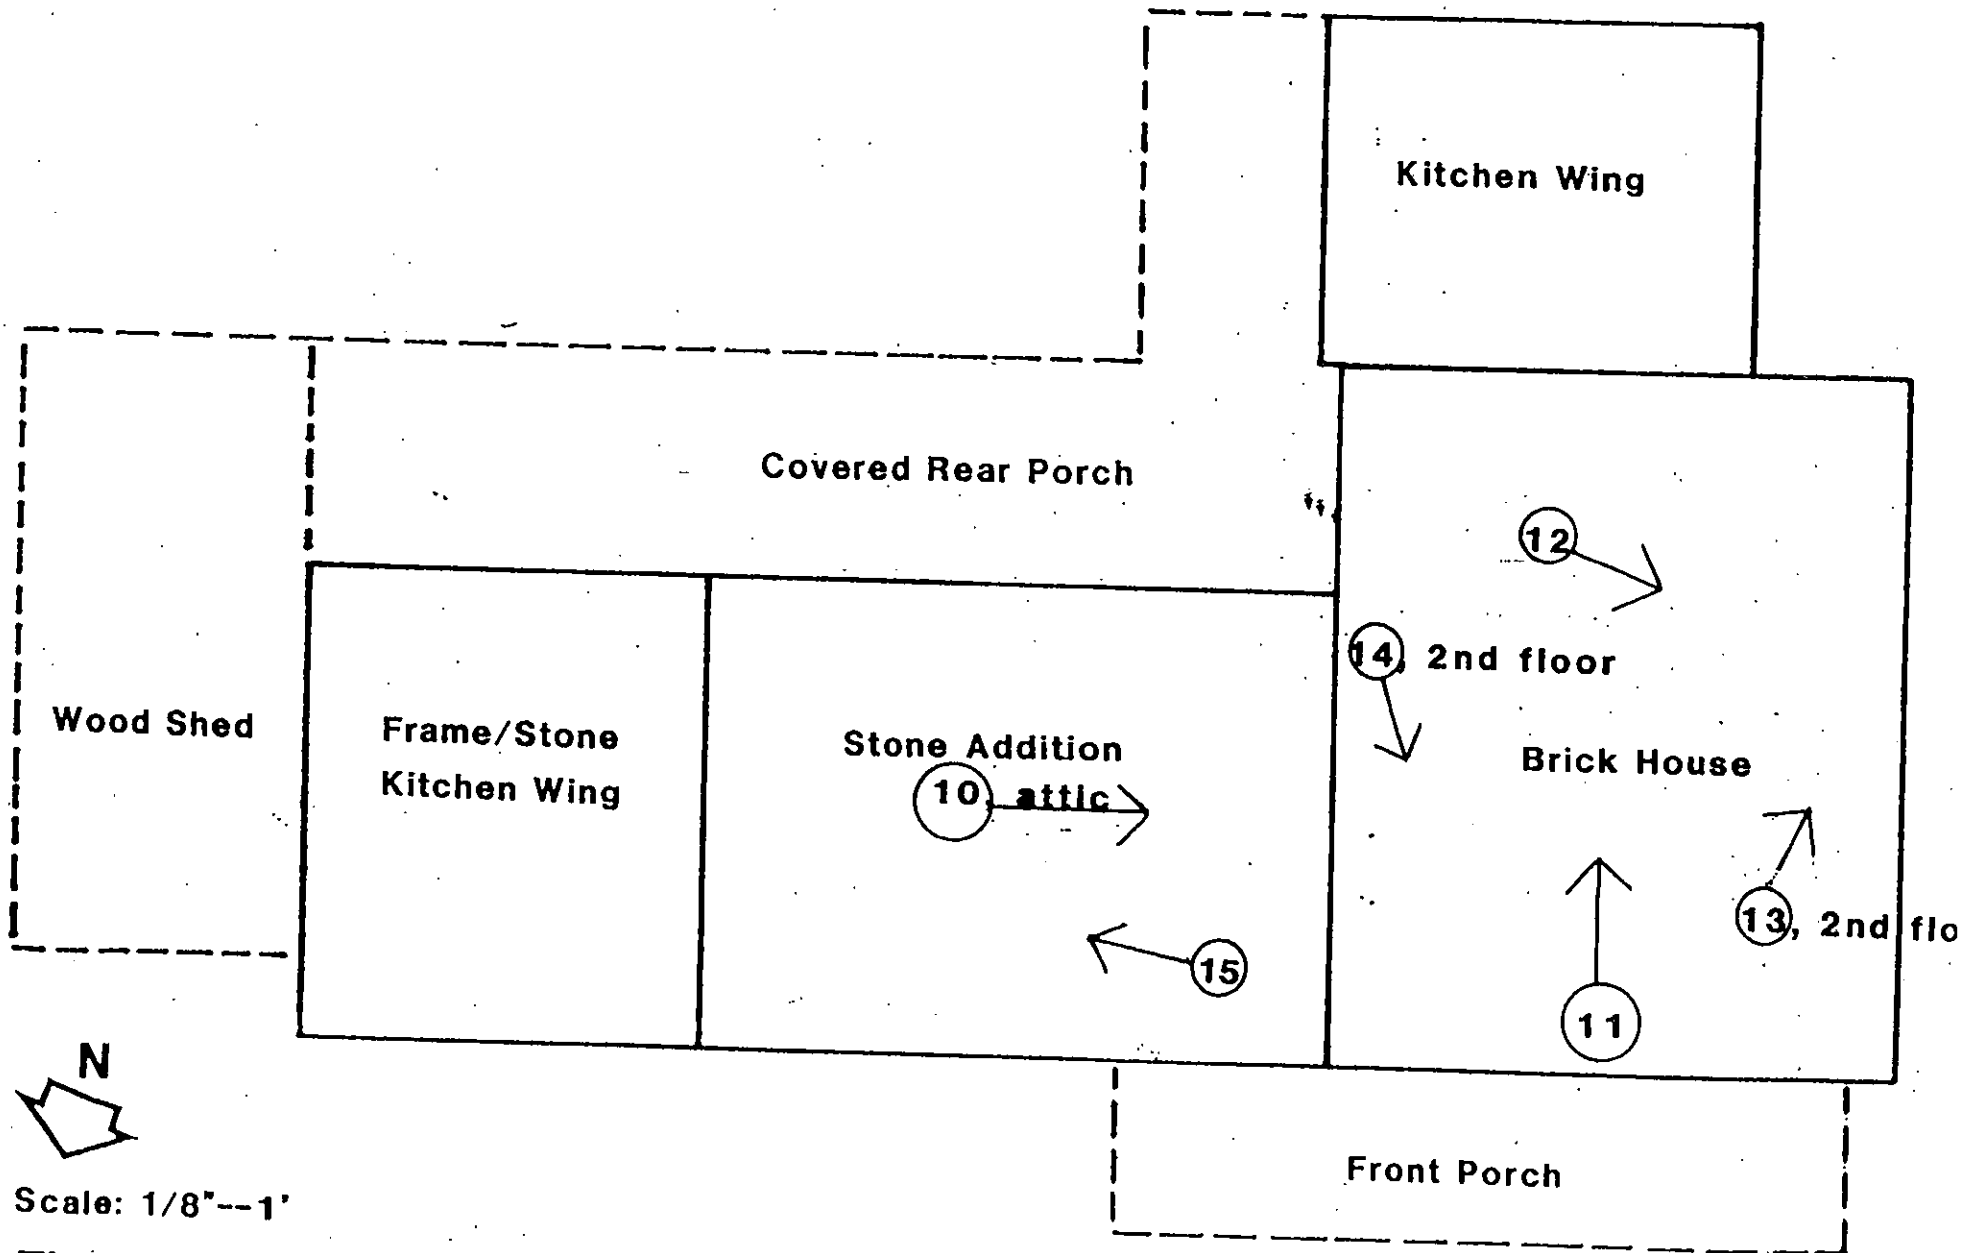 Kitchen Wing
Covered Rear Porch
12
14, 2nd floor
Wood Shed
Frame/Stone
Kitchen Wing
Stone Addition
10, attic
Brick House
13, 2nd flo
15
11
N
Front Porch
Scale: 1/8"--1'